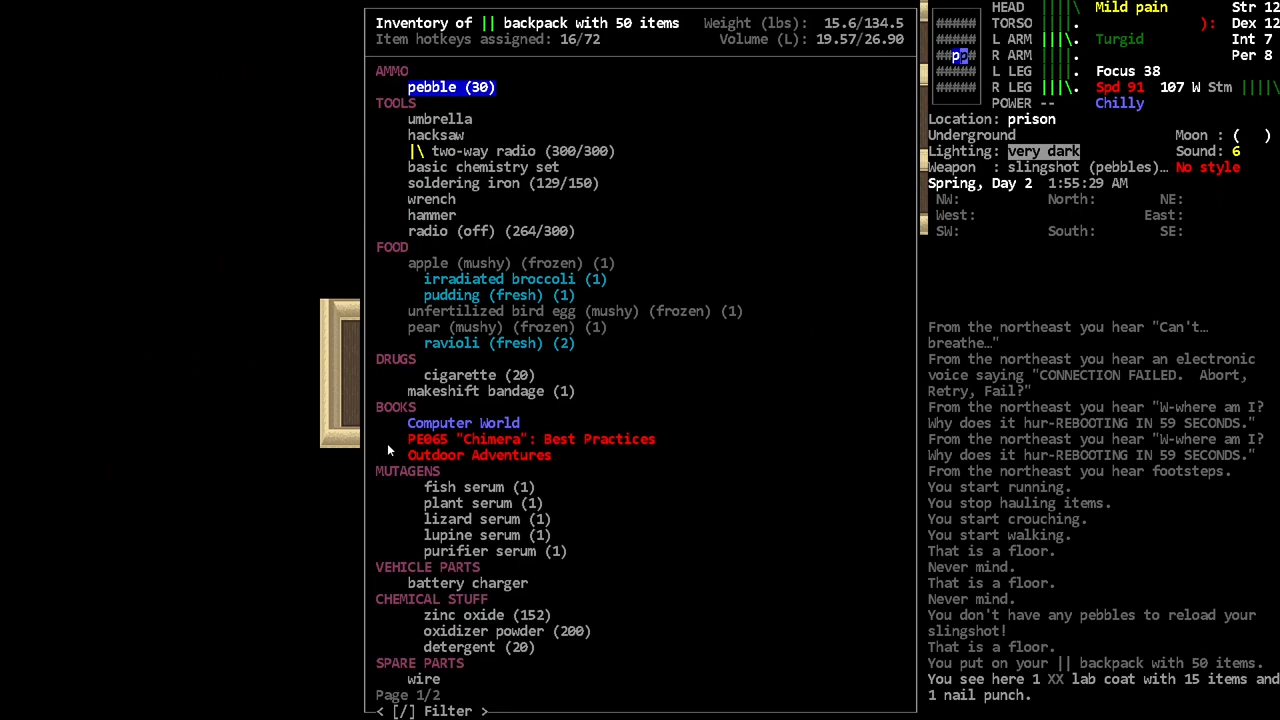 Inventory of || backpack with 50 items Weight (lbs): 15.6/134.5
Item hotkeys assigned: 16/72 Volume (L): 19.57/26.90
AMMO
pebble (30)
TOOLS
umbrella
hacksaw
|\ two-way radio (300/300)
basic chemistry set
soldering iron (129/150)
wrench
hammer
radio (off) (264/300)
FOOD
apple (mushy) (frozen) (1)
irradiated broccoli (1)
pudding (fresh) (1)
unfertilized bird egg (mushy) (frozen) (1)
pear (mushy) (frozen) (1)
ravioli (fresh) (2)
DRUGS
cigarette (20)
makeshift bandage (1)
BOOKS
Computer World
PE065 "Chimera": Best Practices
Outdoor Adventures
MUTAGENS
fish serum (1)
plant serum (1)
lizard serum (1)
lupine serum (1)
purifier serum (1)
VEHICLE PARTS
battery charger
CHEMICAL STUFF
zinc oxide (152)
oxidizer powder (200)
detergent (20)
SPARE PARTS
wire
Page 1/2
< [/] Filter >
##### HEAD ||||\ Mild pain Str 12
##### TORSO ||||. ): Dex 12
##### L ARM |||\. Turgid Int 7
##pp# R ARM ||||. Per 8
##### L LEG ||||. Focus 38
##### R LEG |||\. Spd 91 107 W Stm ||||\
POWER -- Chilly
Location: prison
Underground Moon : ( )
Lighting: very dark Sound: 6
Weapon : slingshot (pebbles)… No style
Spring, Day 2 1:55:29 AM
NW: North: NE:
West: East:
SW: South: SE:
From the northeast you hear "Can't…
breathe…"
From the northeast you hear an electronic
voice saying "CONNECTION FAILED. Abort,
Retry, Fail?"
From the northeast you hear "W-where am I?
Why does it hur-REBOOTING IN 59 SECONDS."
From the northeast you hear "W-where am I?
Why does it hur-REBOOTING IN 59 SECONDS."
From the northeast you hear footsteps.
You start running.
You stop hauling items.
You start crouching.
You start walking.
That is a floor.
Never mind.
That is a floor.
Never mind.
You don't have any pebbles to reload your
slingshot!
That is a floor.
You put on your || backpack with 50 items.
You see here 1 XX lab coat with 15 items and
1 nail punch.